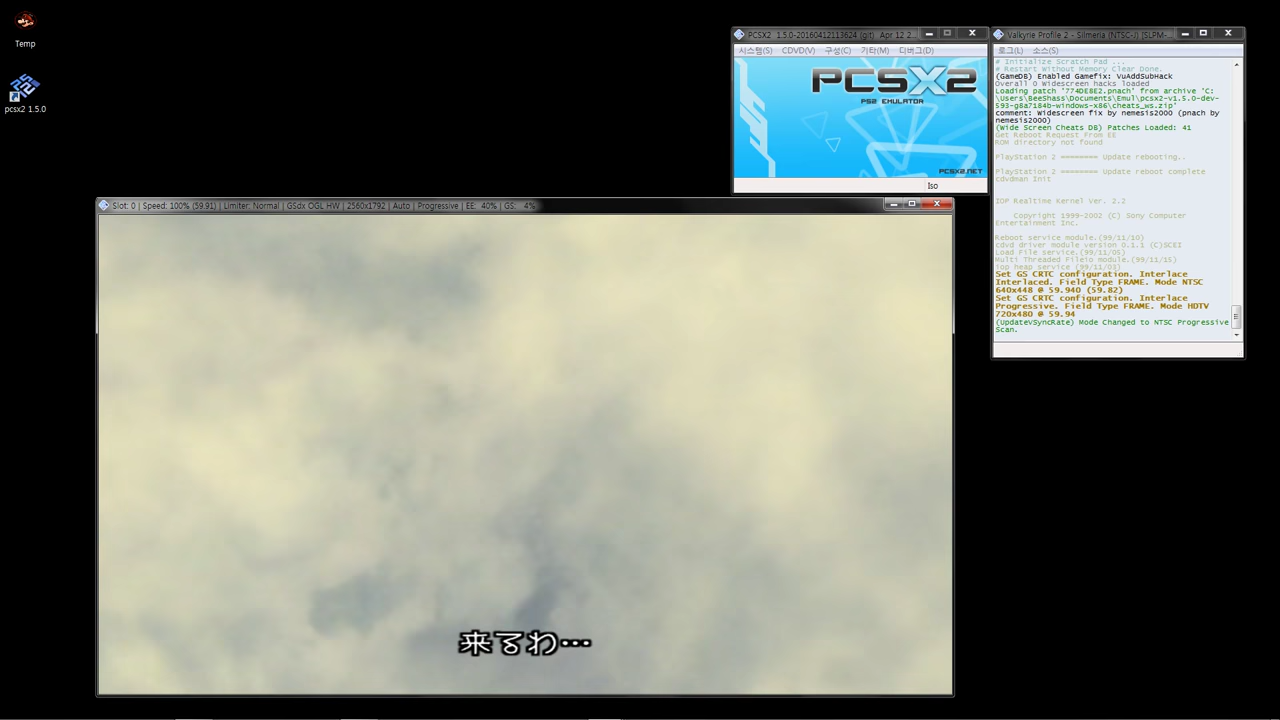 Temp
pcsx2 1.5.0
PCSX2 1.5.0-20160412113624 (git) Apr 12 2...
시스템(S) CDVD(V) 구성(C) 기타(M) 디버그(D)
PCSX2
PS2 EMULATOR
PCSX2.NET
Iso
Valkyrie Profile 2 - Silmeria (NTSC-J) [SLPM-...
로그(L) 소스(S)
# Initialize Scratch Pad ...
# Restart Without Memory Clear Done.
(GameDB) Enabled Gamefix: VuAddSubHack
Overall 0 Widescreen hacks loaded
Loading patch '774DE8E2.pnach' from archive 'C:
\Users\BeeShass\Documents\Emul\pcsx2-v1.5.0-dev-
593-g8a7184b-windows-x86\cheats_ws.zip'
comment: Widescreen fix by nemesis2000 (pnach by
nemesis2000)
(Wide Screen Cheats DB) Patches Loaded: 41
Get Reboot Request From EE
ROM directory not found
PlayStation 2 ======== Update rebooting..
PlayStation 2 ======== Update reboot complete
cdvdman Init
IOP Realtime Kernel Ver. 2.2
Copyright 1999-2002 (C) Sony Computer
Entertainment Inc.
Reboot service module.(99/11/10)
cdvd driver module version 0.1.1 (C)SCEI
Load File service.(99/11/05)
Multi Threaded Fileio module.(99/11/15)
iop heap service (99/11/03)
Set GS CRTC configuration. Interlace
Interlaced. Field Type FRAME. Mode NTSC
640x448 @ 59.940 (59.82)
Set GS CRTC configuration. Interlace
Progressive. Field Type FRAME. Mode HDTV
720x480 @ 59.94
(UpdateVSyncRate) Mode Changed to NTSC Progressive
Scan.
Slot: 0 | Speed: 100% (59.91) | Limiter: Normal | GSdx OGL HW | 2560x1792 | Auto | Progressive | EE: 40% | GS: 4%
来るわ…